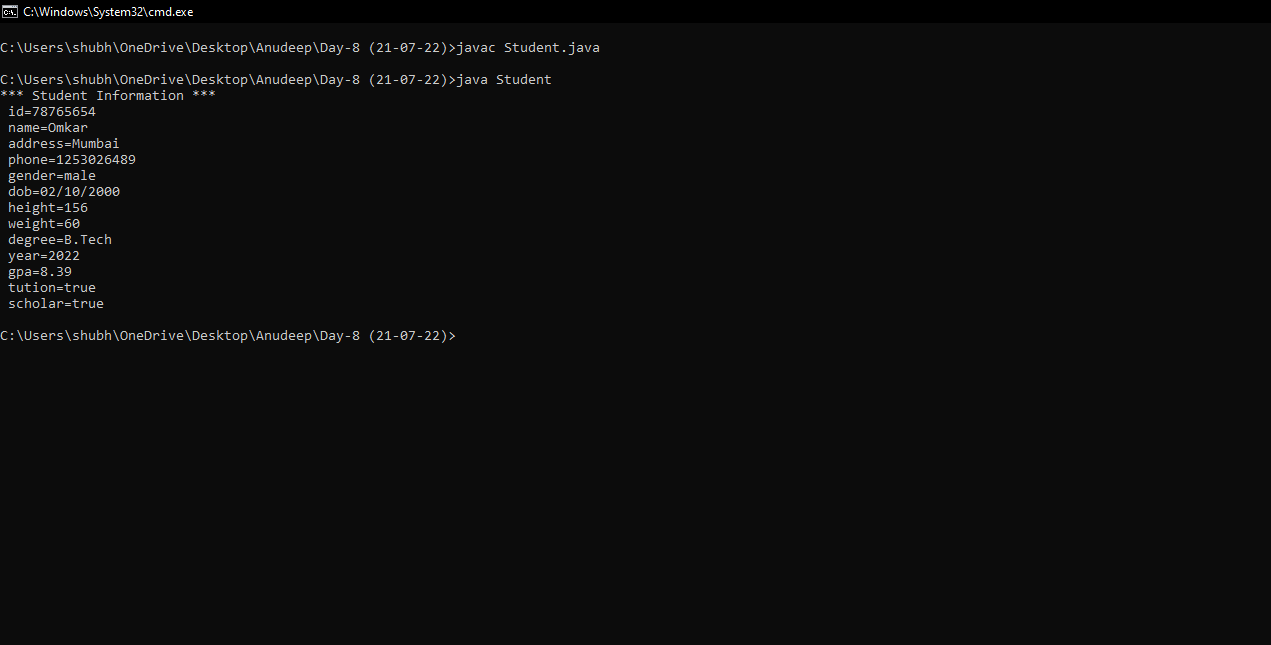 C:\Windows\System32\cmd.exe
C:\Users\shubh\OneDrive\Desktop\Anudeep\Day-8 (21-07-22)>javac Student.java
C:\Users\shubh\OneDrive\Desktop\Anudeep\Day-8 (21-07-22)>java Student
*** Student Information ***
id=78765654
name=Omkar
address=Mumbai
phone=1253026489
gender=male
dob=02/10/2000
height=156
weight=60
degree=B.Tech
year=2022
gpa=8.39
tution=true
scholar=true
C:\Users\shubh\OneDrive\Desktop\Anudeep\Day-8 (21-07-22)>